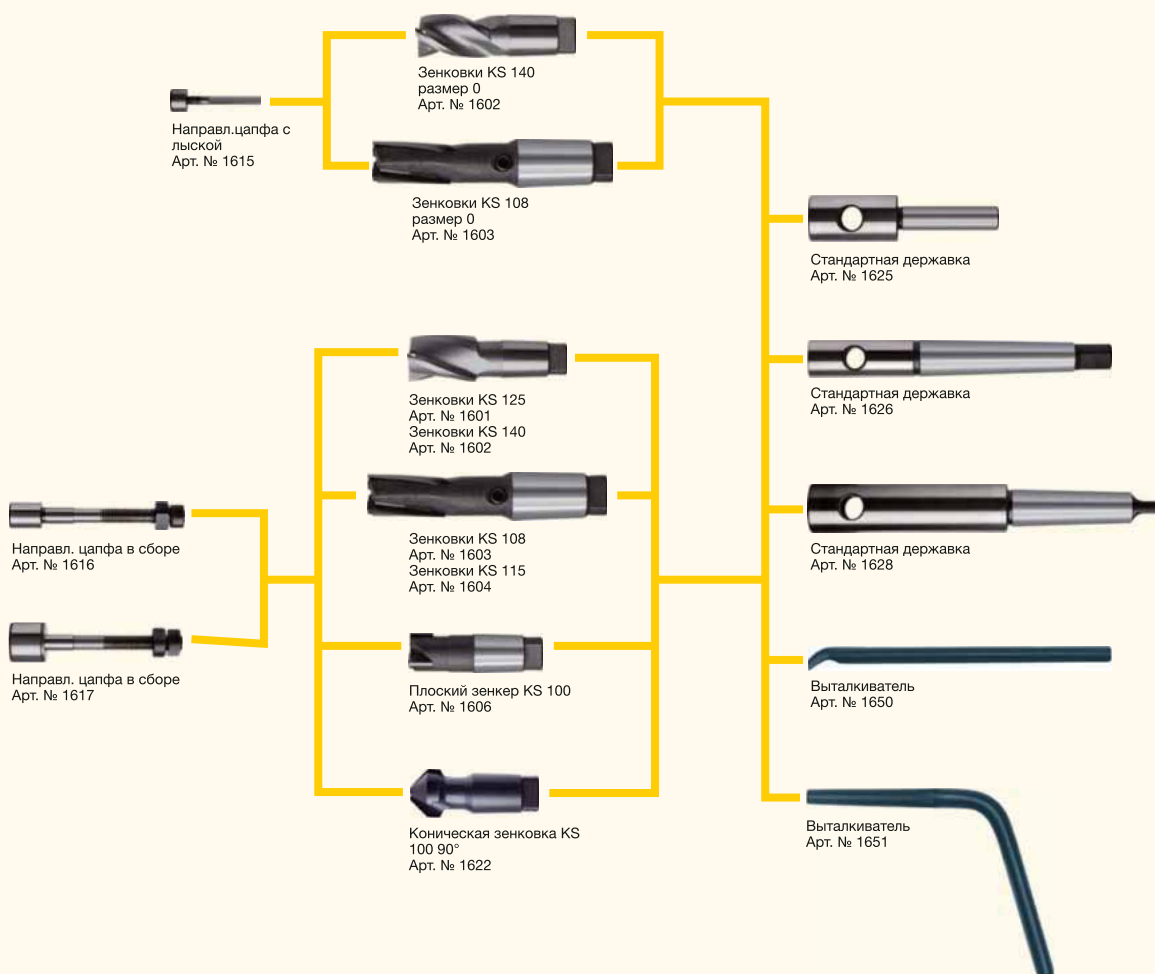 Зенковки KS 140
размер 0
Арт. № 1602
Направл.цапфа с
лыской
Арт. № 1615
Зенковки KS 108
размер 0
Арт. № 1603
Стандартная державка
Арт. № 1625
Стандартная державка
Арт. № 1626
Зенковки KS 125
Арт. № 1601
Зенковки KS 140
Арт. № 1602
Направл. цапфа в сборе
Арт. № 1616
Зенковки KS 108
Арт. № 1603
Зенковки KS 115
Арт. № 1604
Стандартная державка
Арт. № 1628
Направл. цапфа в сборе
Арт. № 1617
Плоский зенкер KS 100
Арт. № 1606
Выталкиватель
Арт. № 1650
Коническая зенковка KS
100 90°
Арт. № 1622
Выталкиватель
Арт. № 1651